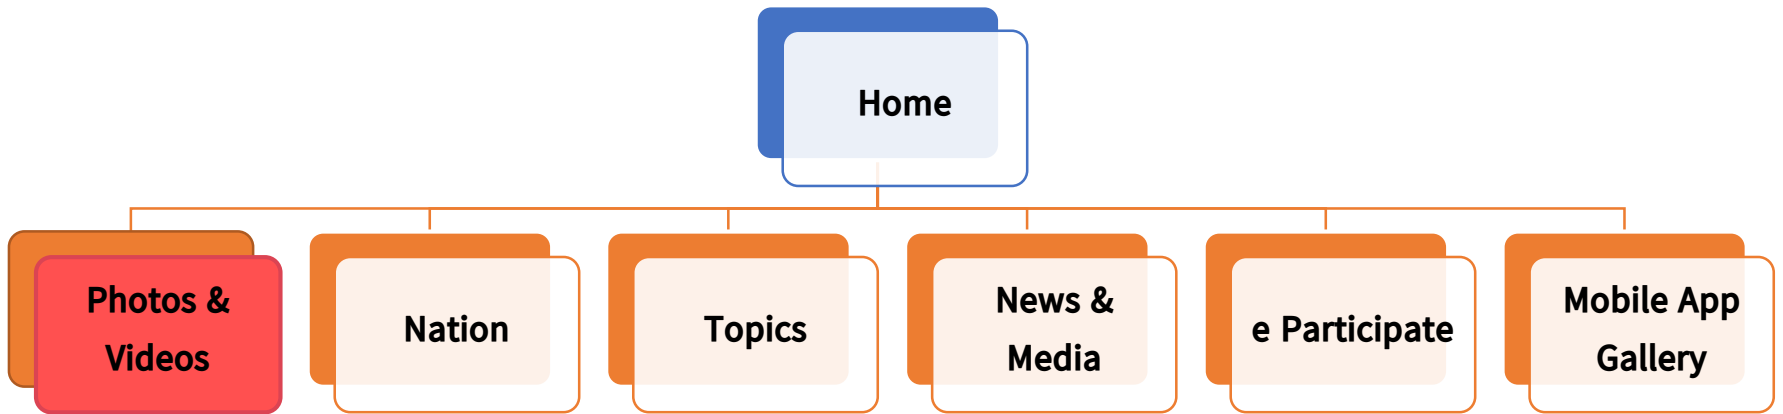 Home
Photos &
Videos
Nation
Topics
News &
Media
e Participate
Mobile App
Gallery